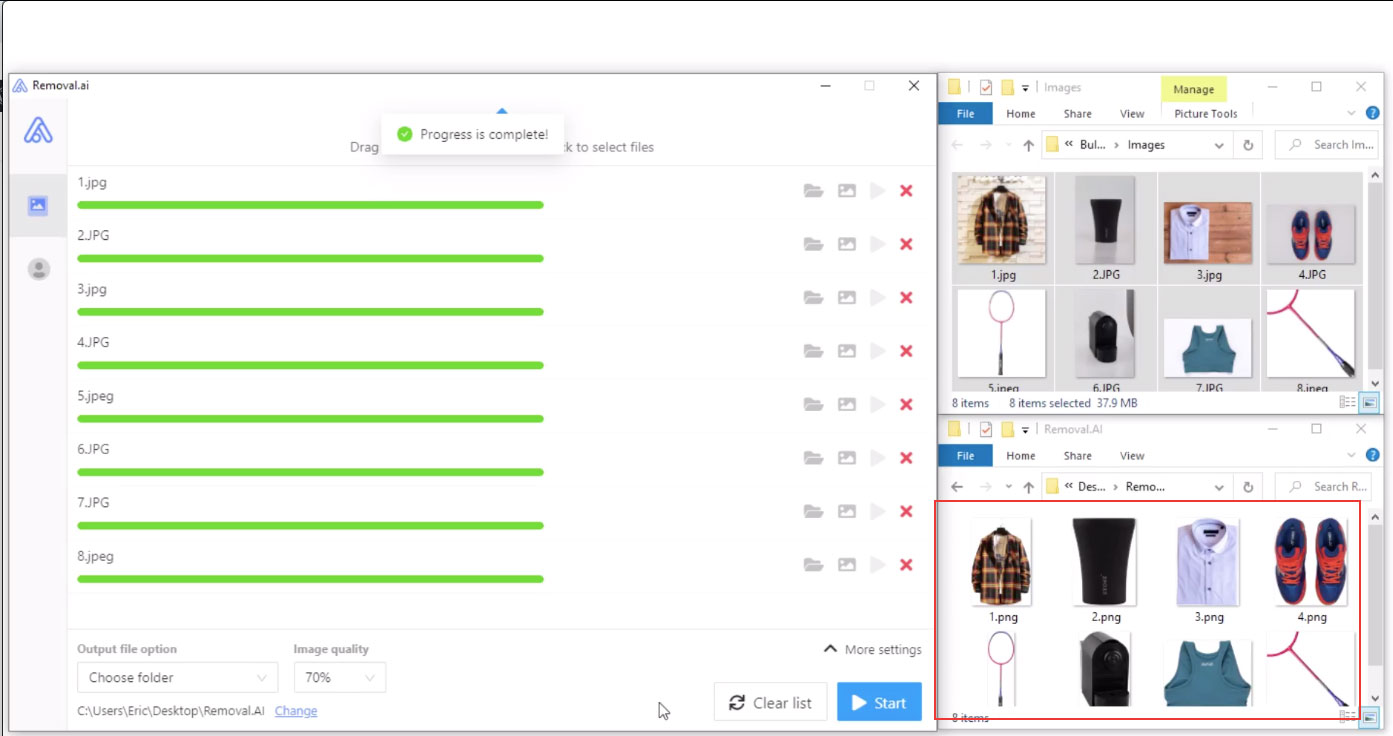 Removal.ai
Progress is complete!
Drag
ck to select files
1.jpg
2.JPG
3.jpg
4.JPG
5.jpeg
6.JPG
7.JPG
8.jpeg
Output file option
Image quality
More settings
Choose folder
70%
C:\Users\Eric\Desktop\Removal.AI Change
Clear list
Start
Images
Manage
File Home Share View Picture Tools
« Bul... > Images
Search Im...
1.jpg 2.JPG 3.jpg 4.JPG
5.jpeg 6.JPG 7.JPG 8.jpeg
8 items 8 items selected 37.9 MB
Removal.AI
File Home Share View
« Des... > Remo...
Search R...
1.png 2.png 3.png 4.png
8 items